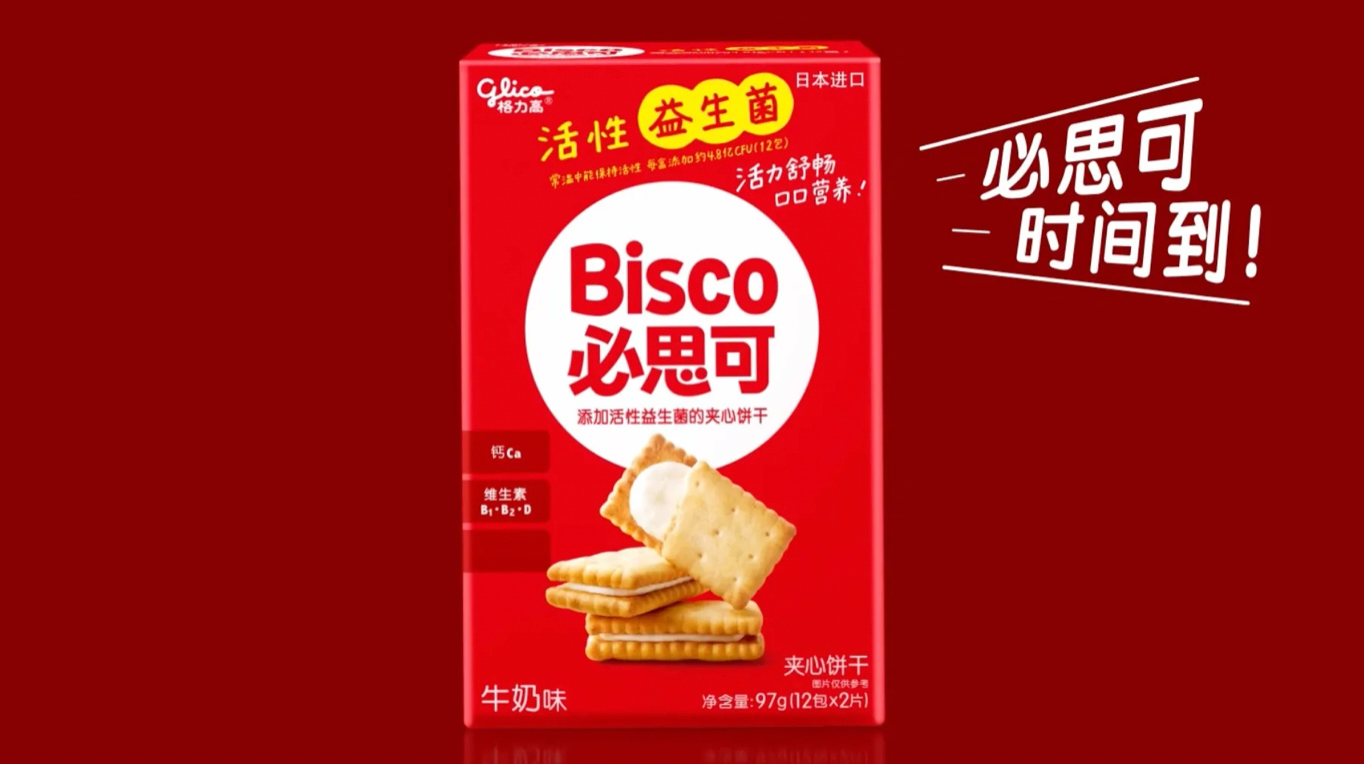 Glico
格力高®
日本进口
活性益生菌
常温中能保持活性 每盒添加约4.8亿CFU(12包)
活力舒畅
口口营养!
Bisco
必思可
添加活性益生菌的夹心饼干
钙Ca
维生素
B₁·B₂·D
牛奶味
夹心饼干
图片仅供参考
净含量:97g(12包x2片)
必思可
时间到!